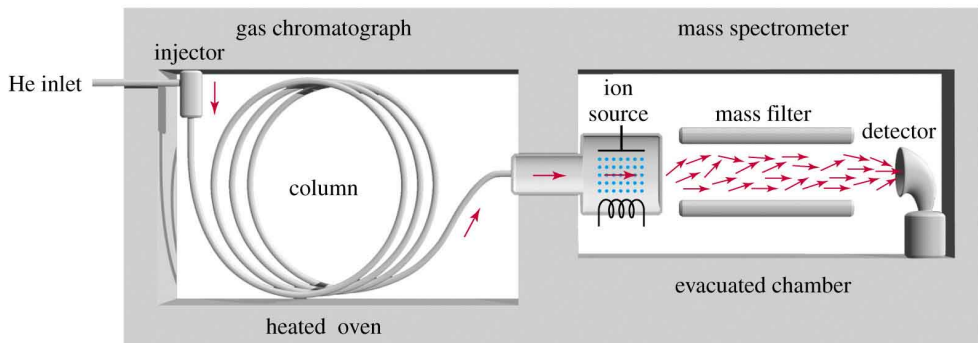 gas chromatograph
mass spectrometer
injector
He inlet
ion
source
mass filter
detector
column
evacuated chamber
heated oven